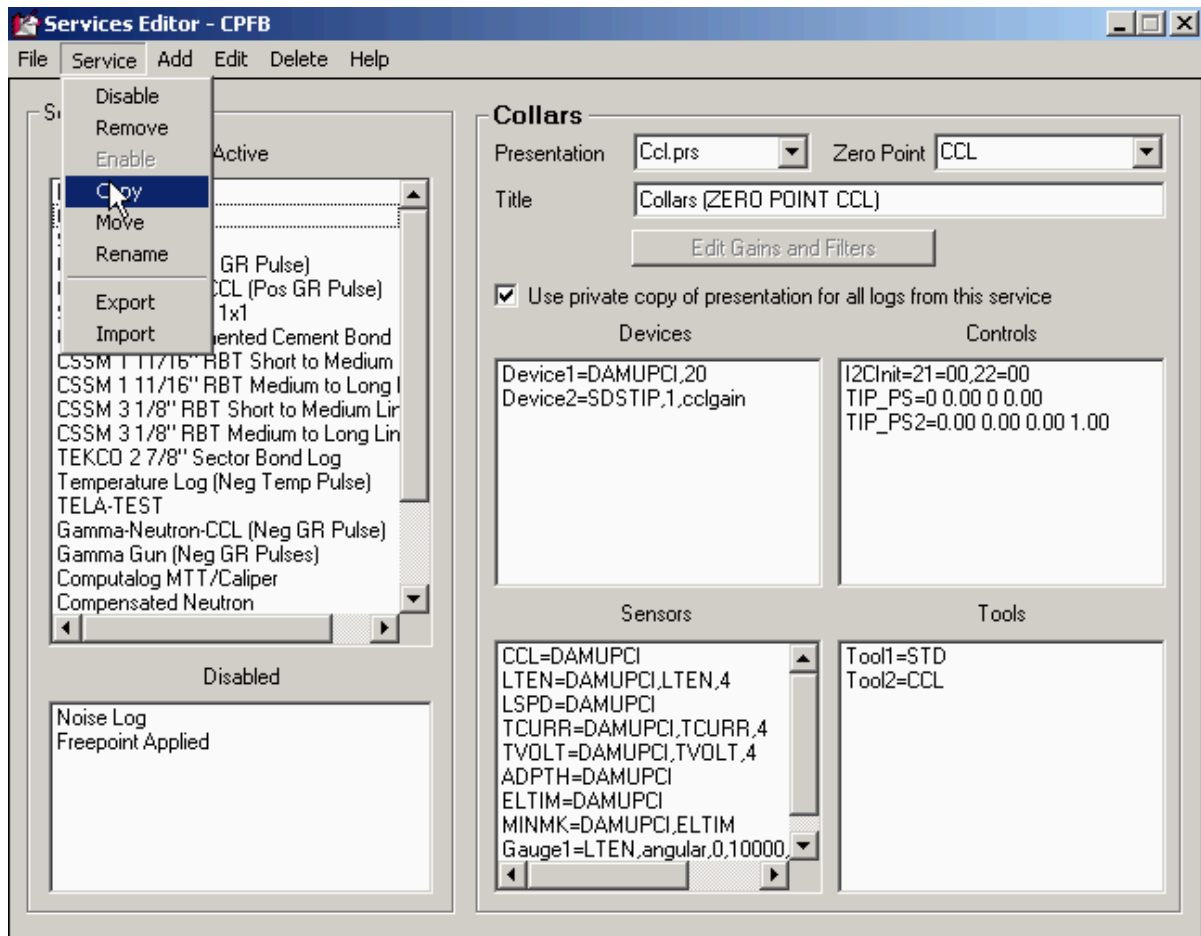 Services Editor - CPFB
File Service Add Edit Delete Help
Disable
Remove
Enable
Copy
Move
Rename
Export
Import
Active
GR Pulse)
CCL (Pos GR Pulse)
1x1
ented Cement Bond
CSSM 1 11/16" RBT Short to Medium
CSSM 1 11/16" RBT Medium to Long
CSSM 3 1/8" RBT Short to Medium Lin
CSSM 3 1/8" RBT Medium to Long Lin
TEKCO 2 7/8" Sector Bond Log
Temperature Log (Neg Temp Pulse)
TELA-TEST
Gamma-Neutron-CCL (Neg GR Pulse)
Gamma Gun (Neg GR Pulses)
Computalog MTT/Caliper
Compensated Neutron
Disabled
Noise Log
Freepoint Applied
Collars
Presentation Ccl.prs Zero Point CCL
Title Collars (ZERO POINT CCL)
Edit Gains and Filters
Use private copy of presentation for all logs from this service
Devices
Device1=DAMUPCI,20
Device2=SDSTIP,1,cclgain
Controls
I2CInit=21=00,22=00
TIP_PS=0 0.00 0 0.00
TIP_PS2=0.00 0.00 0.00 1.00
Sensors
CCL=DAMUPCI
LTEN=DAMUPCI,LTEN,4
LSPD=DAMUPCI
TCURR=DAMUPCI,TCURR,4
TVOLT=DAMUPCI,TVOLT,4
ADPTH=DAMUPCI
ELTIM=DAMUPCI
MINMK=DAMUPCI,ELTIM
Gauge1=LTEN,angular,0,10000,
Tools
Tool1=STD
Tool2=CCL